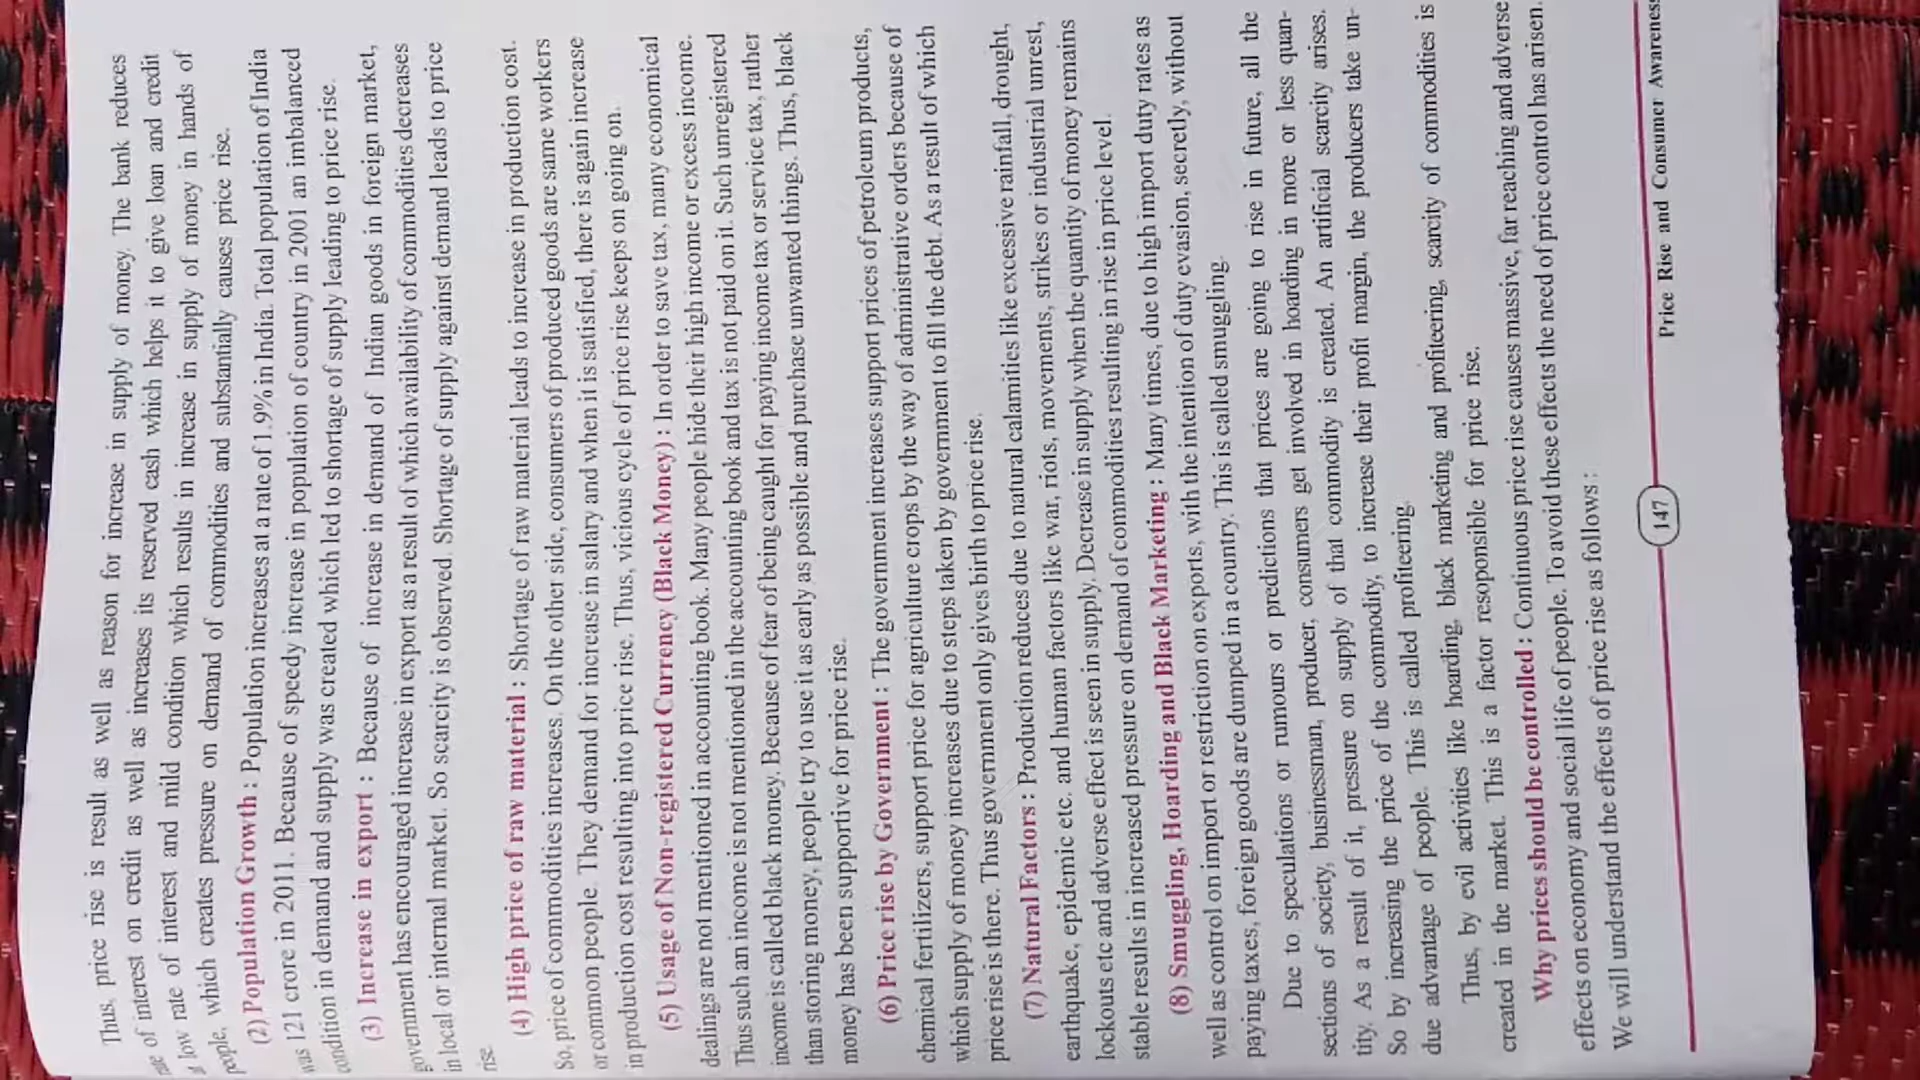 Thus, price rise is result as well as reason for increase in supply of money. The bank reduces
rate of interest on credit as well as increases its reserved cash which helps it to give loan and credit
at low rate of interest and mild condition which results in increase in supply of money in hands of
people, which creates pressure on demand of commodities and substantially causes price rise.
(2) Population Growth : Population increases at a rate of 1.9% in India. Total population of India
was 121 crore in 2011. Because of speedy increase in population of country in 2001 an imbalanced
condition in demand and supply was created which led to shortage of supply leading to price rise.
(3) Increase in export : Because of increase in demand of Indian goods in foreign market,
government has encouraged increase in export as a result of which availability of commodities decreases
in local or internal market. So scarcity is observed. Shortage of supply against demand leads to price
rise.
(4) High price of raw material : Shortage of raw material leads to increase in production cost.
So, price of commodities increases. On the other side, consumers of produced goods are same workers
or common people. They demand for increase in salary and when it is satisfied, there is again increase
in production cost resulting into price rise. Thus, vicious cycle of price rise keeps on going on.
(5) Usage of Non-registered Currency (Black Money) : In order to save tax, many economical
dealings are not mentioned in accounting book. Many people hide their high income or excess income.
Thus such an income is not mentioned in the accounting book and tax is not paid on it. Such unregistered
income is called black money. Because of fear of being caught for paying income tax or service tax, rather
than storing money, people try to use it as early as possible and purchase unwanted things. Thus, black
money has been supportive for price rise.
(6) Price rise by Government : The government increases support prices of petroleum products,
chemical fertilizers, support price for agriculture crops by the way of administrative orders because of
which supply of money increases due to steps taken by government to fill the debt. As a result of which
price rise is there. Thus government only gives birth to price rise.
(7) Natural Factors : Production reduces due to natural calamities like excessive rainfall, drought,
earthquake, epidemic etc. and human factors like war, riots, movements, strikes or industrial unrest,
lockouts etc and adverse effect is seen in supply. Decrease in supply when the quantity of money remains
stable results in increased pressure on demand of commodities resulting in rise in price level.
(8) Smuggling, Hoarding and Black Marketing : Many times, due to high import duty rates as
well as control on import or restriction on exports, with the intention of duty evasion, secretly, without
paying taxes, foreign goods are dumped in a country. This is called smuggling.
Due to speculations or rumours or predictions that prices are going to rise in future, all the
sections of society, businessman, producer, consumers get involved in hoarding in more or less quan-
tity. As a result of it, pressure on supply of that commodity is created. An artificial scarcity arises.
So by increasing the price of the commodity, to increase their profit margin, the producers take un-
due advantage of people. This is called profiteering.
Thus, by evil activities like hoarding, black marketing and profiteering, scarcity of commodities is
created in the market. This is a factor resoponsible for price rise.
Why prices should be controlled : Continuous price rise causes massive, far reaching and adverse
effects on economy and social life of people. To avoid these effects the need of price control has arisen.
We will understand the effects of price rise as follows :
147
Price Rise and Consumer Awareness